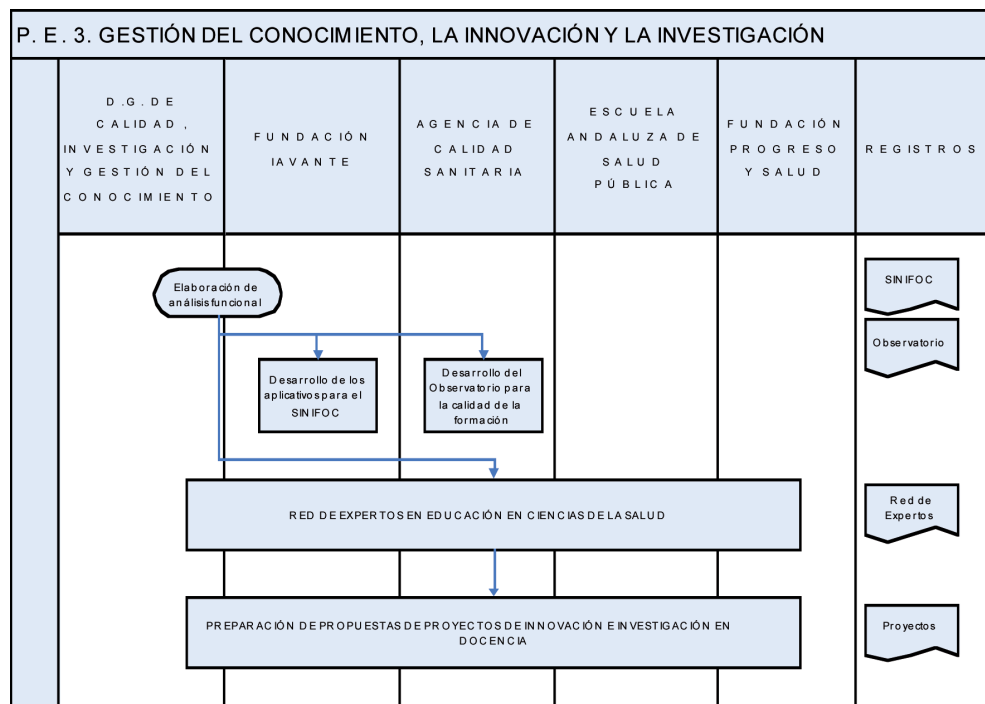 P. E. 3. GESTIÓN DEL CONOCIMIENTO, LA INNOVACIÓN Y LA INVESTIGACIÓN
D.G. DE
CALIDAD,
INVESTIGACIÓN
Y GESTIÓN DEL
CONOCIMIENTO
FUNDACIÓN
IAVANTE
AGENCIA DE
CALIDAD
SANITARIA
ESCUELA
ANDALUZA DE
SALUD
PÚBLICA
FUNDACIÓN
PROGRESO
Y SALUD
REGISTROS
Elaboración de
análisis funcional
SINIFOC
Observatorio
Desarrollo de los
aplicativos para el
SINIFOC
Desarrollo del
Observatorio para
la calidad de la
formación
RED DE EXPERTOS EN EDUCACIÓN EN CIENCIAS DE LA SALUD
Red de
Expertos
PREPARACIÓN DE PROPUESTAS DE PROYECTOS DE INNOVACIÓN E INVESTIGACIÓN EN
DOCENCIA
Proyectos